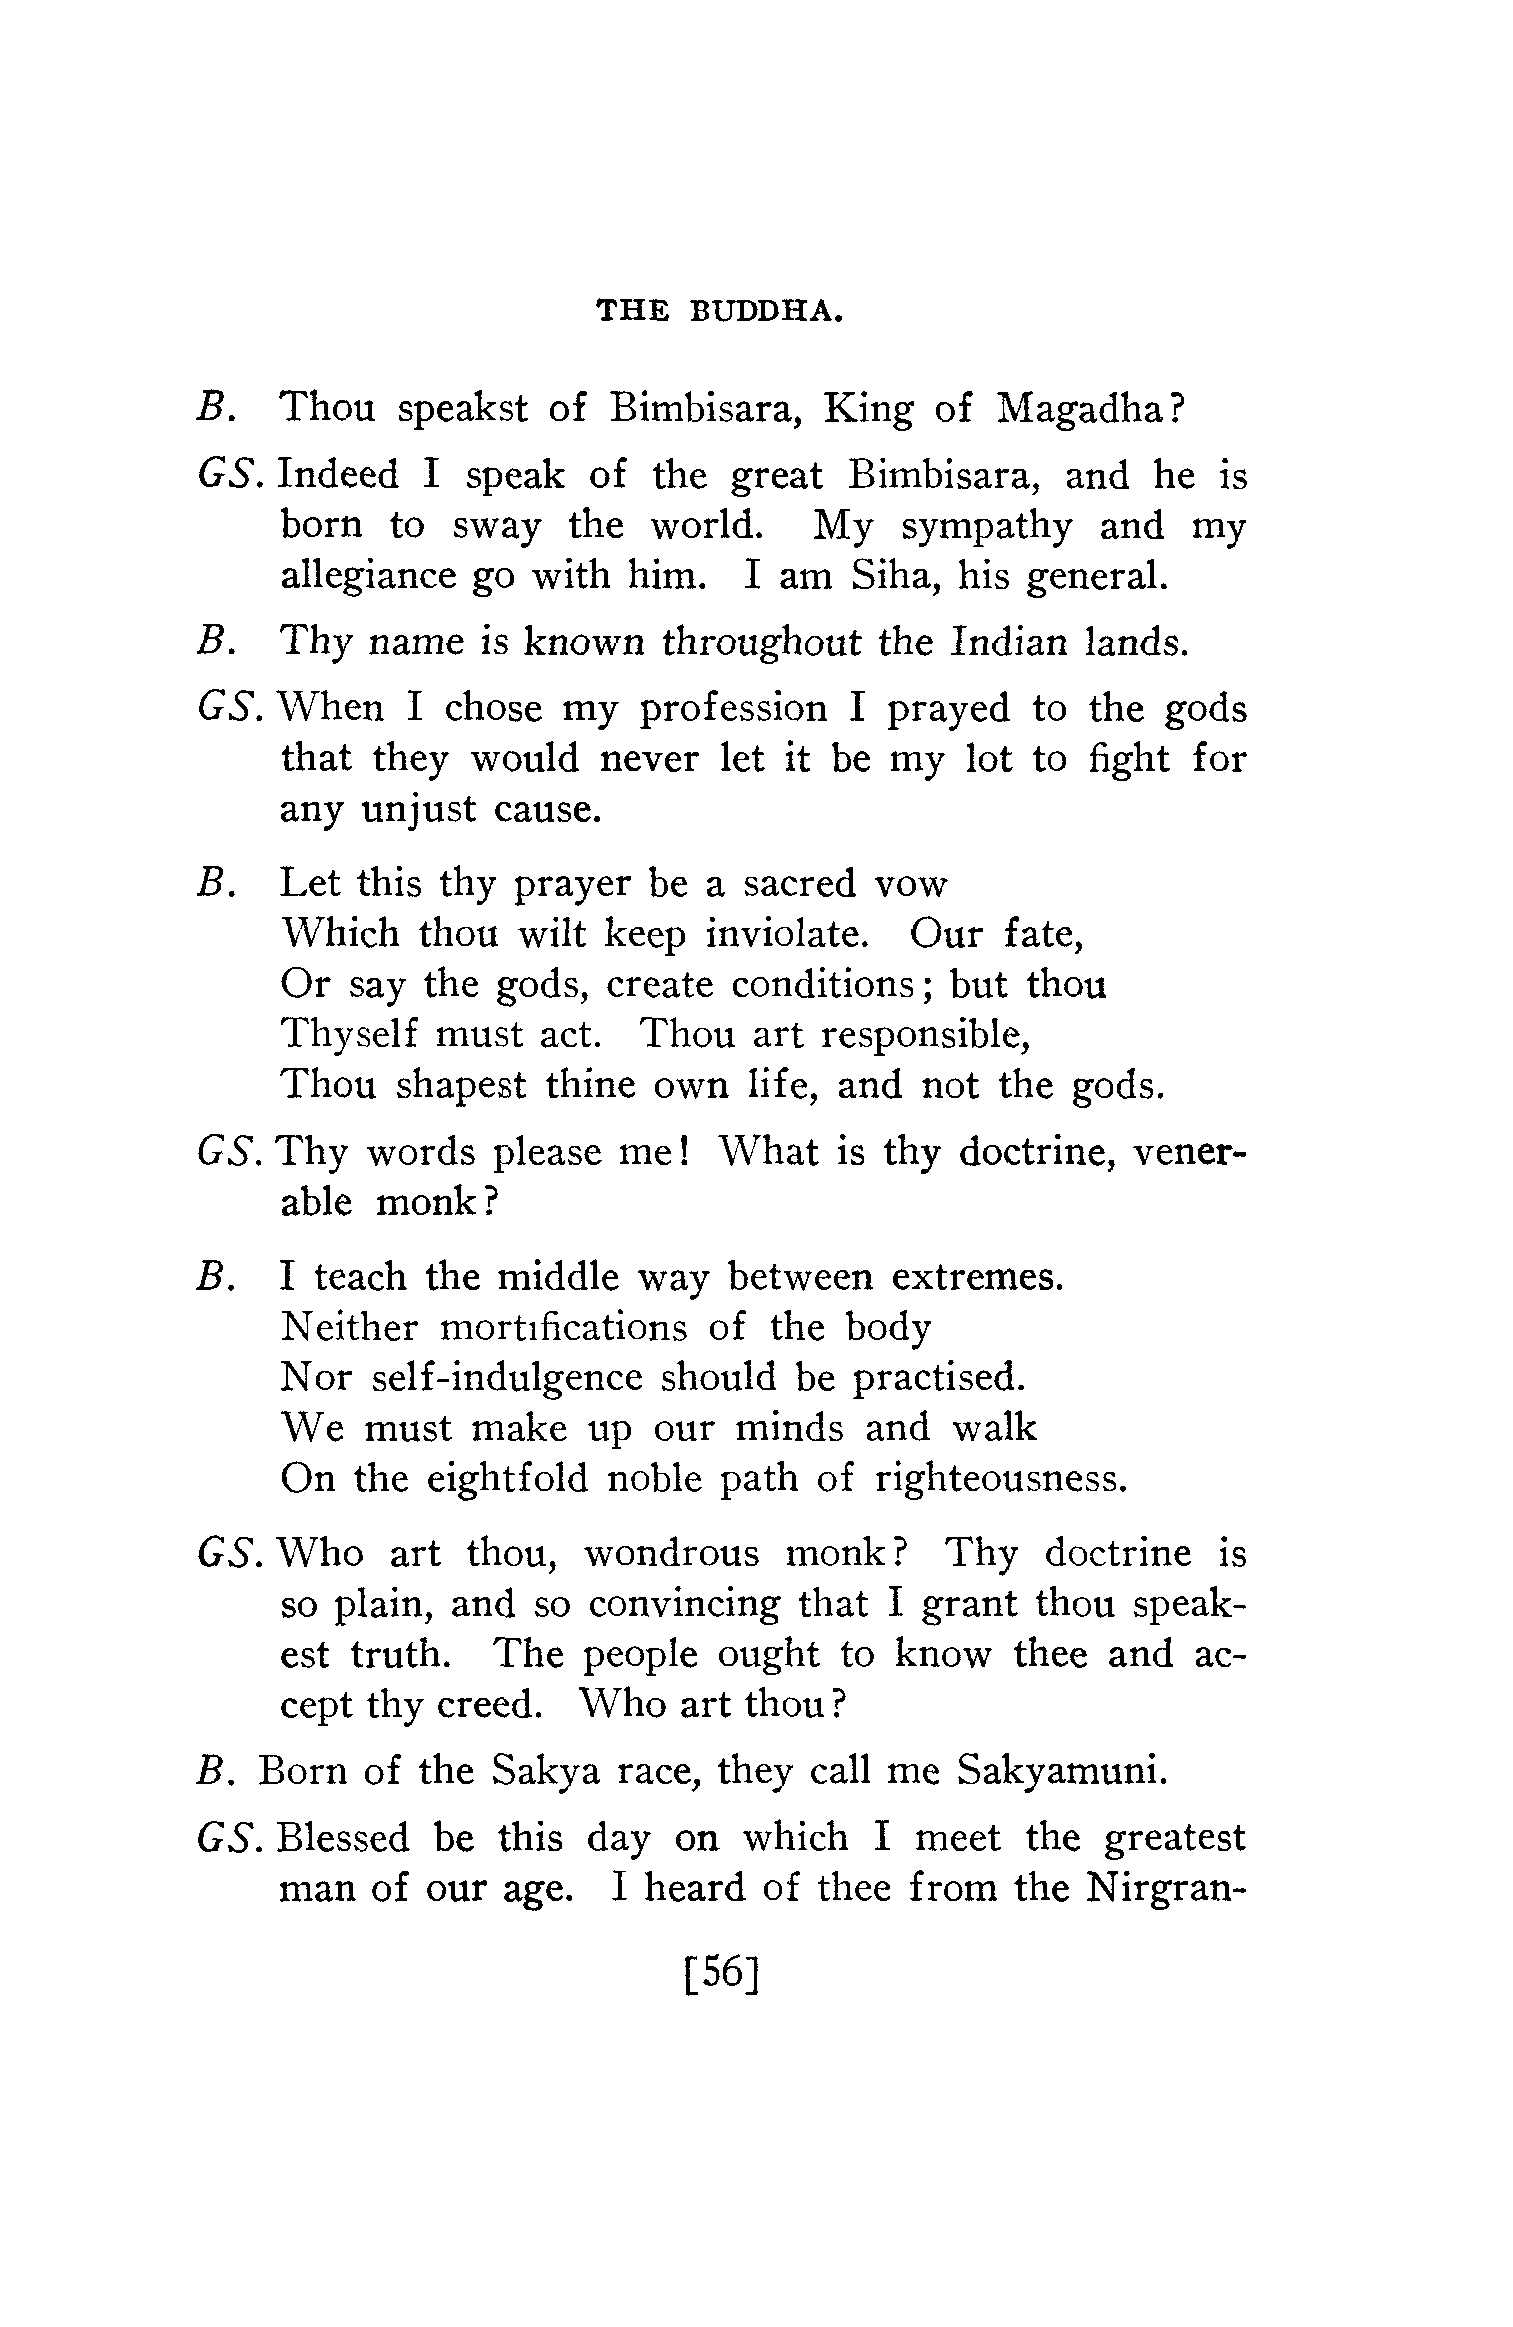 THE BUDDHA.
B. Thou speakst of Bimbisara, King of Magadha?
GS. Indeed I speak of the great Bimbisara, and he is
born to sway the world. My sympathy and my
allegiance go with him. I am Siha, his general.
B. Thy name is known throughout the Indian lands.
GS. When I chose my profession I prayed to the gods
that they would never let it be my lot to fight for
any unjust cause.
B. Let this thy prayer be a sacred vow
Which thou wilt keep inviolate. Our fate,
Or say the gods, create conditions; but thou
Thyself must act. Thou art responsible,
Thou shapest thine own life, and not the gods.
GS. Thy words please me! What is thy doctrine, vener-
able monk?
B. I teach the middle way between extremes.
Neither mortifications of the body
Nor self-indulgence should be practised.
We must make up our minds and walk
On the eightfold noble path of righteousness.
GS. Who art thou, wondrous monk? Thy doctrine is
so plain, and so convincing that I grant thou speak-
est truth. The people ought to know thee and ac-
cept thy creed. Who art thou?
B. Born of the Sakya race, they call me Sakyamuni.
GS. Blessed be this day on which I meet the greatest
man of our age. I heard of thee from the Nirgran-
[56]